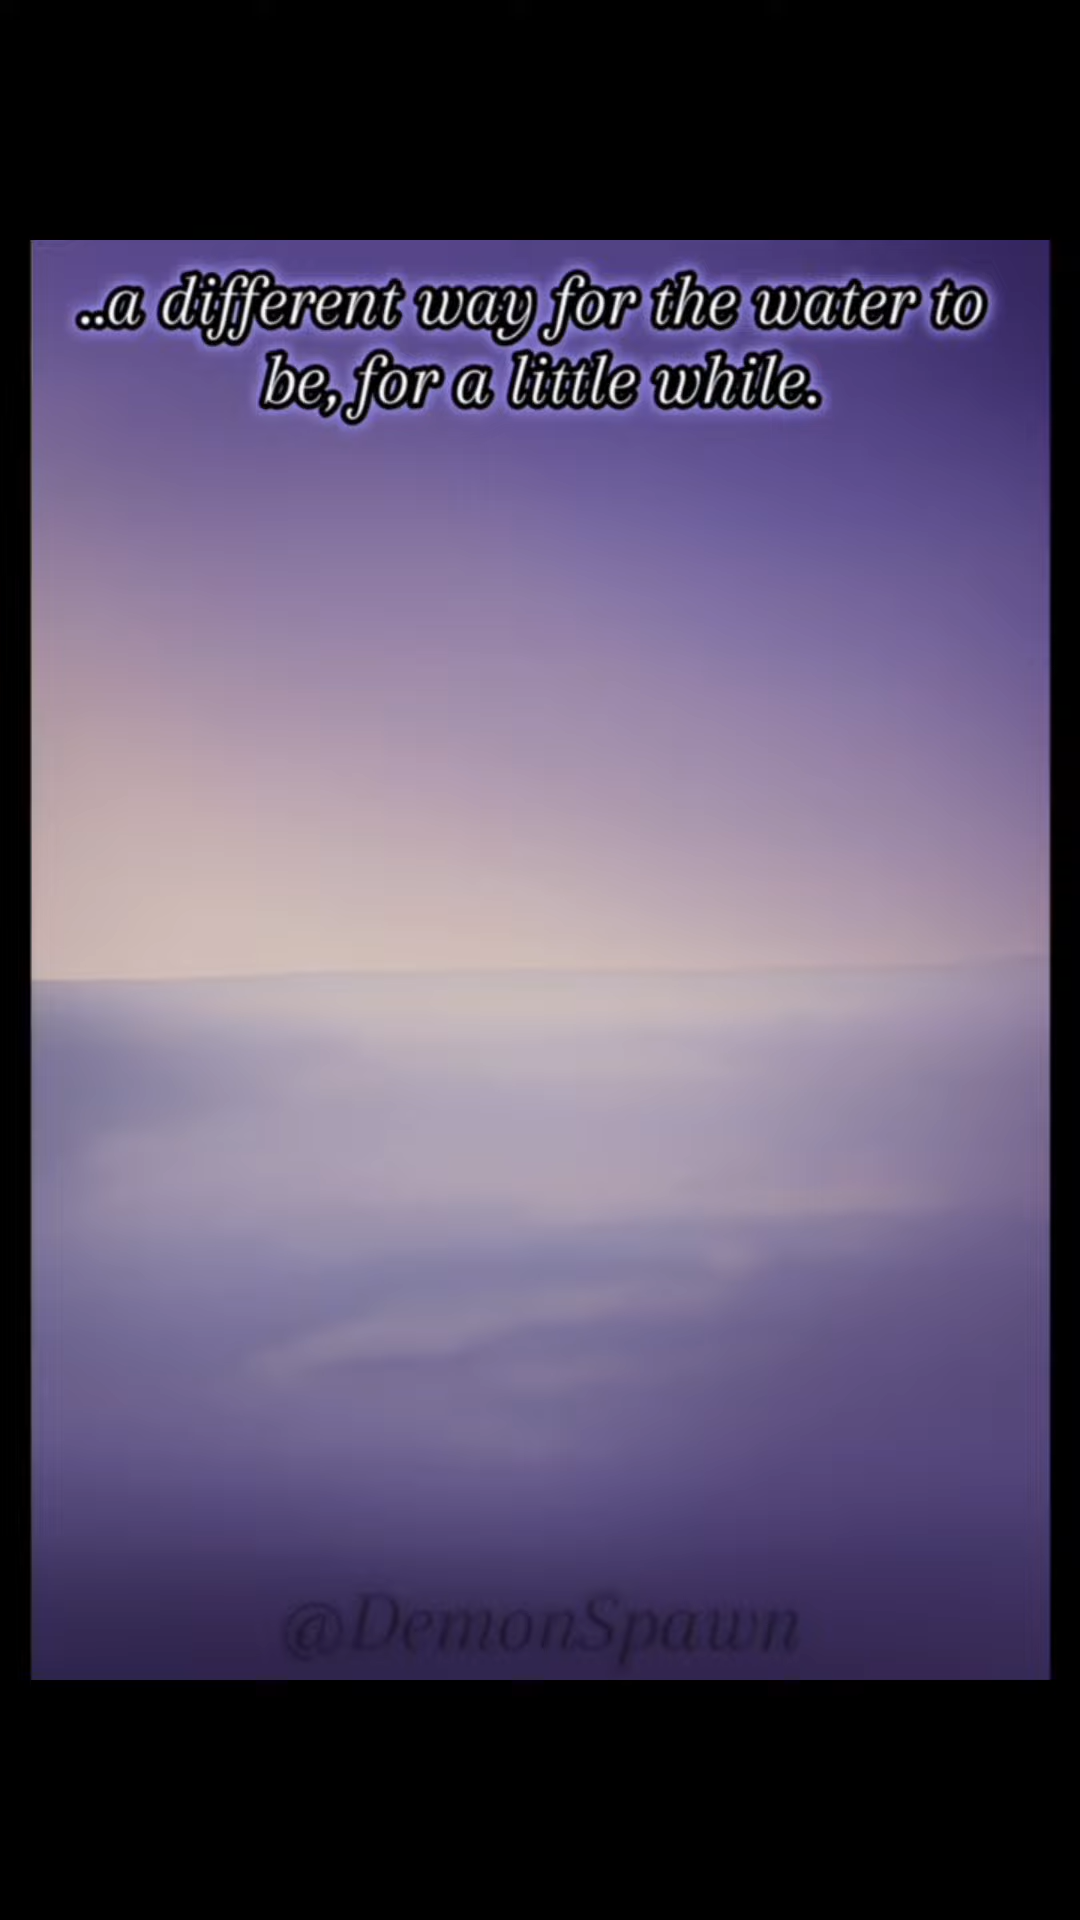 ..a different way for the water to
be, for a little while.
@DemonSpawn